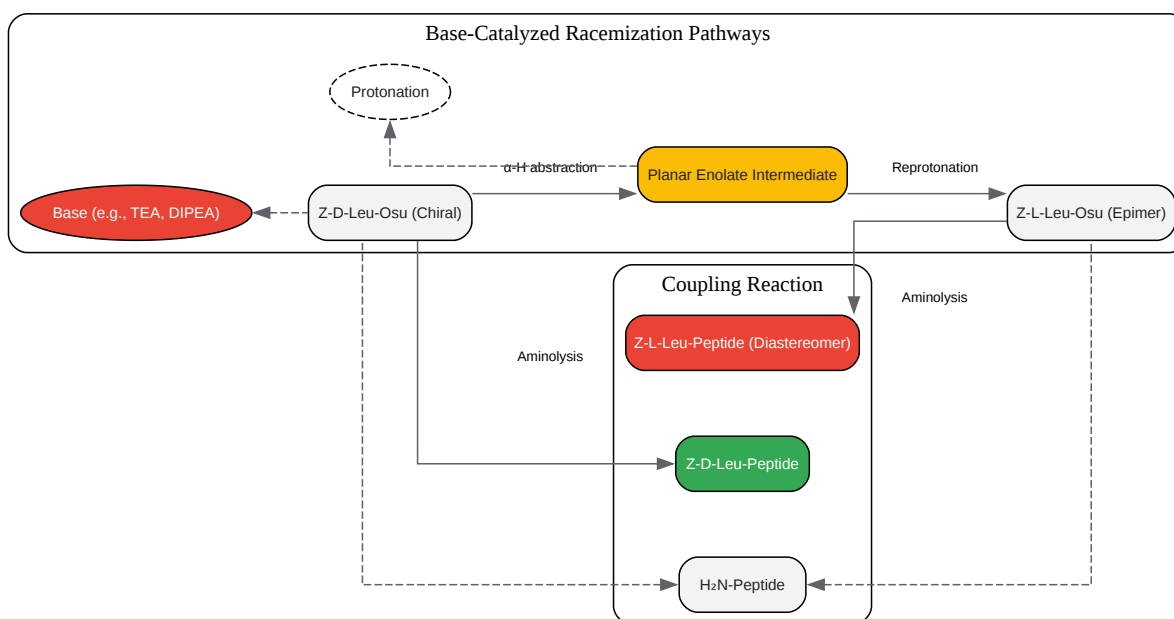 Base-Catalyzed Racemization Pathways
Protonation
α-H abstraction
Planar Enolate Intermediate
Reprotonation
Base (e.g., TEA, DIPEA)
Z-D-Leu-Osu (Chiral)
Z-L-Leu-Osu (Epimer)
Coupling Reaction
Aminolysis
Z-L-Leu-Peptide (Diastereomer)
Aminolysis
Z-D-Leu-Peptide
H₂N-Peptide